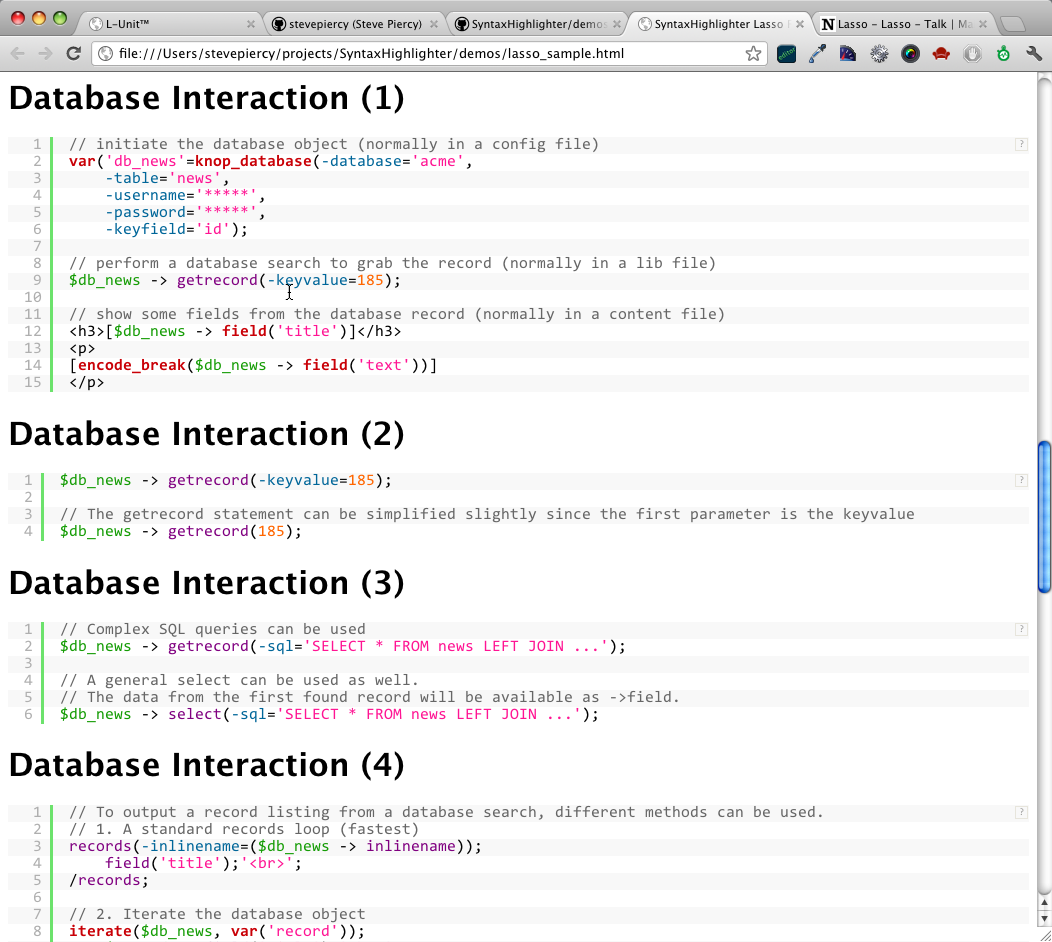 L-Unit™
stevepiercy (Steve Piercy)
SyntaxHighlighter/demos
SyntaxHighlighter Lasso
Lasso – Lasso – Talk | Ma
file:///Users/stevepiercy/projects/SyntaxHighlighter/demos/lasso_sample.html
Database Interaction (1)
1 // initiate the database object (normally in a config file)
?
2 var('db_news'=knop_database(-database='acme',
3     -table='news',
4     -username='*****',
5     -password='*****',
6     -keyfield='id');
7
8 // perform a database search to grab the record (normally in a lib file)
9 $db_news -> getrecord(-keyvalue=185);
10
11 // show some fields from the database record (normally in a content file)
12 <h3>[$db_news -> field('title')]</h3>
13 <p>
14 [encode_break($db_news -> field('text'))]
15 </p>
Database Interaction (2)
1 $db_news -> getrecord(-keyvalue=185);
?
2
3 // The getrecord statement can be simplified slightly since the first parameter is the keyvalue
4 $db_news -> getrecord(185);
Database Interaction (3)
1 // Complex SQL queries can be used
?
2 $db_news -> getrecord(-sql='SELECT * FROM news LEFT JOIN ...');
3
4 // A general select can be used as well.
5 // The data from the first found record will be available as ->field.
6 $db_news -> select(-sql='SELECT * FROM news LEFT JOIN ...');
Database Interaction (4)
1 // To output a record listing from a database search, different methods can be used.
?
2 // 1. A standard records loop (fastest)
3 records(-inlinename=($db_news -> inlinename));
4     field('title');'<br>';
5 /records;
6
7 // 2. Iterate the database object
8 iterate($db_news, var('record'));